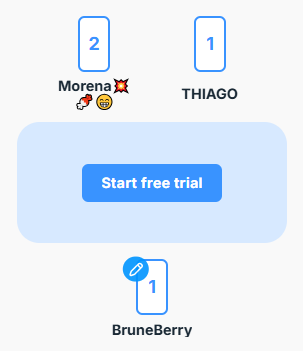 2
1
Morena💥
🪭😁
THIAGO
Start free trial
1
BruneBerry